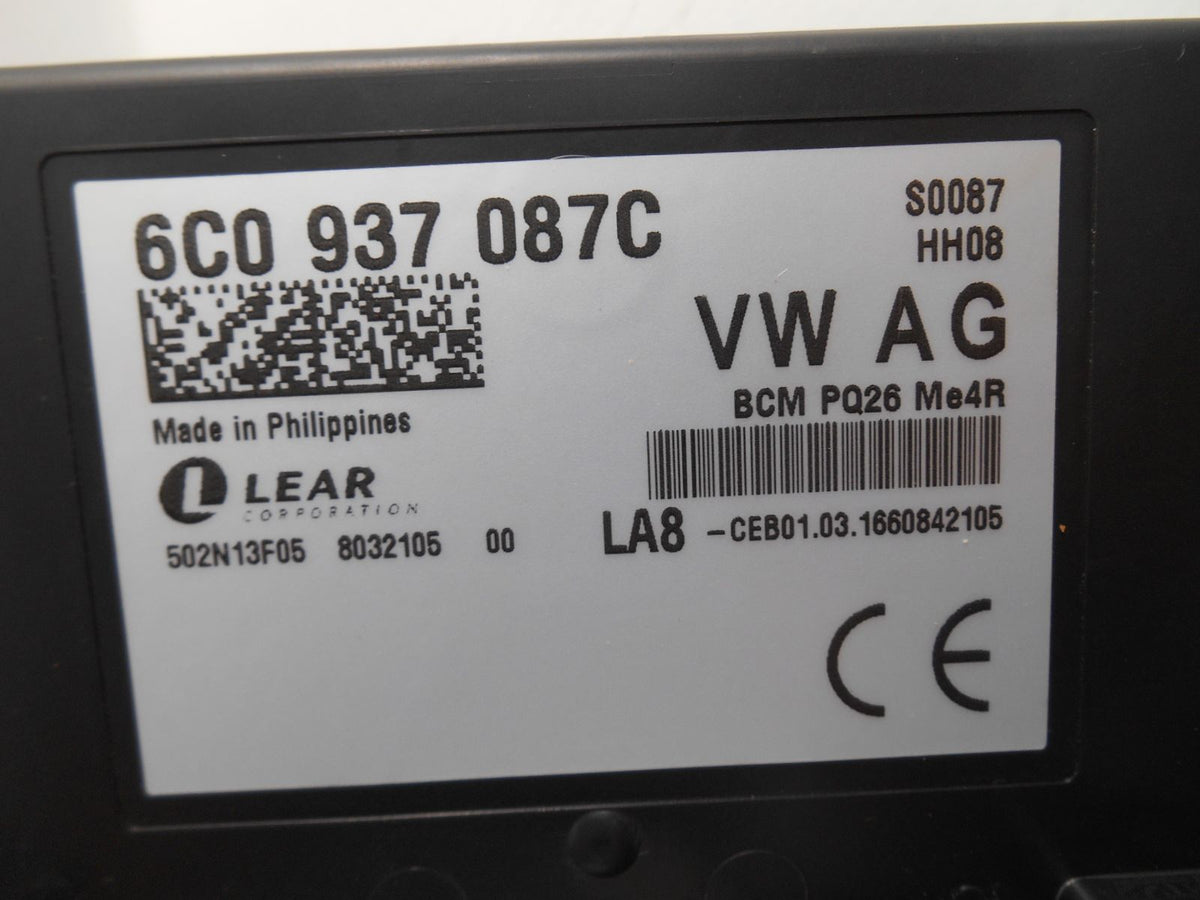 6C0 937 087C
S0087
HH08
VW AG
BCM PQ26 Me4R
Made in Philippines
LEAR
CORPORATION
502N13F05 8032105 00
LA8 -CEB01.03.1660842105
CE